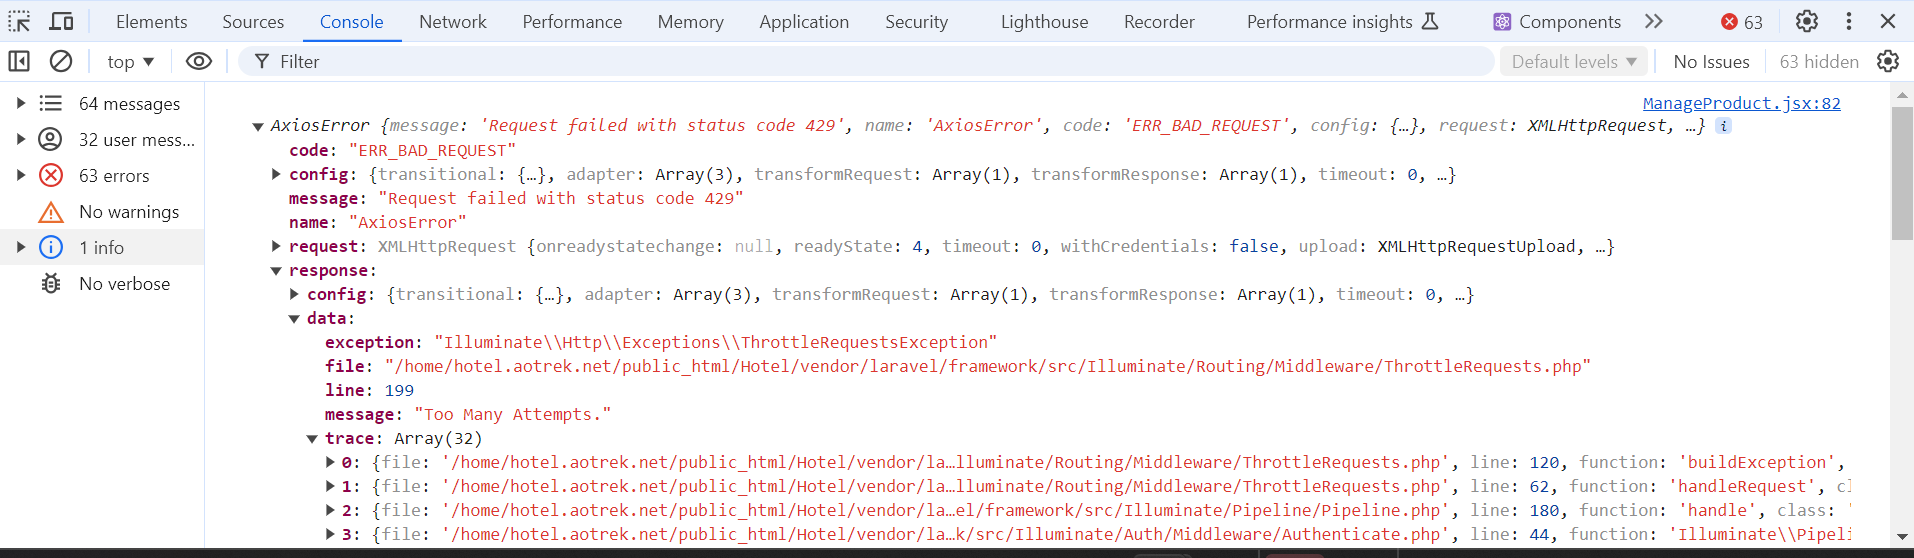 Elements Sources Console Network Performance Memory Application Security Lighthouse Recorder Performance insights Components 63
top Filter Default levels No Issues 63 hidden
64 messages
32 user mess...
63 errors
No warnings
1 info
No verbose
ManageProduct.jsx:82
AxiosError {message: 'Request failed with status code 429', name: 'AxiosError', code: 'ERR_BAD_REQUEST', config: {…}, request: XMLHttpRequest, …} i
code: "ERR_BAD_REQUEST"
config: {transitional: {…}, adapter: Array(3), transformRequest: Array(1), transformResponse: Array(1), timeout: 0, …}
message: "Request failed with status code 429"
name: "AxiosError"
request: XMLHttpRequest {onreadystatechange: null, readyState: 4, timeout: 0, withCredentials: false, upload: XMLHttpRequestUpload, …}
response:
config: {transitional: {…}, adapter: Array(3), transformRequest: Array(1), transformResponse: Array(1), timeout: 0, …}
data:
exception: "Illuminate\\Http\\Exceptions\\ThrottleRequestsException"
file: "/home/hotel.aotrek.net/public_html/Hotel/vendor/laravel/framework/src/Illuminate/Routing/Middleware/ThrottleRequests.php"
line: 199
message: "Too Many Attempts."
trace: Array(32)
0: {file: '/home/hotel.aotrek.net/public_html/Hotel/vendor/la…lluminate/Routing/Middleware/ThrottleRequests.php', line: 120, function: 'buildException',
1: {file: '/home/hotel.aotrek.net/public_html/Hotel/vendor/la…lluminate/Routing/Middleware/ThrottleRequests.php', line: 62, function: 'handleRequest', cl
2: {file: '/home/hotel.aotrek.net/public_html/Hotel/vendor/la…el/framework/src/Illuminate/Pipeline/Pipeline.php', line: 180, function: 'handle', class: '
3: {file: '/home/hotel.aotrek.net/public_html/Hotel/vendor/la…k/src/Illuminate/Auth/Middleware/Authenticate.php', line: 44, function: 'Illuminate\\Pipeli